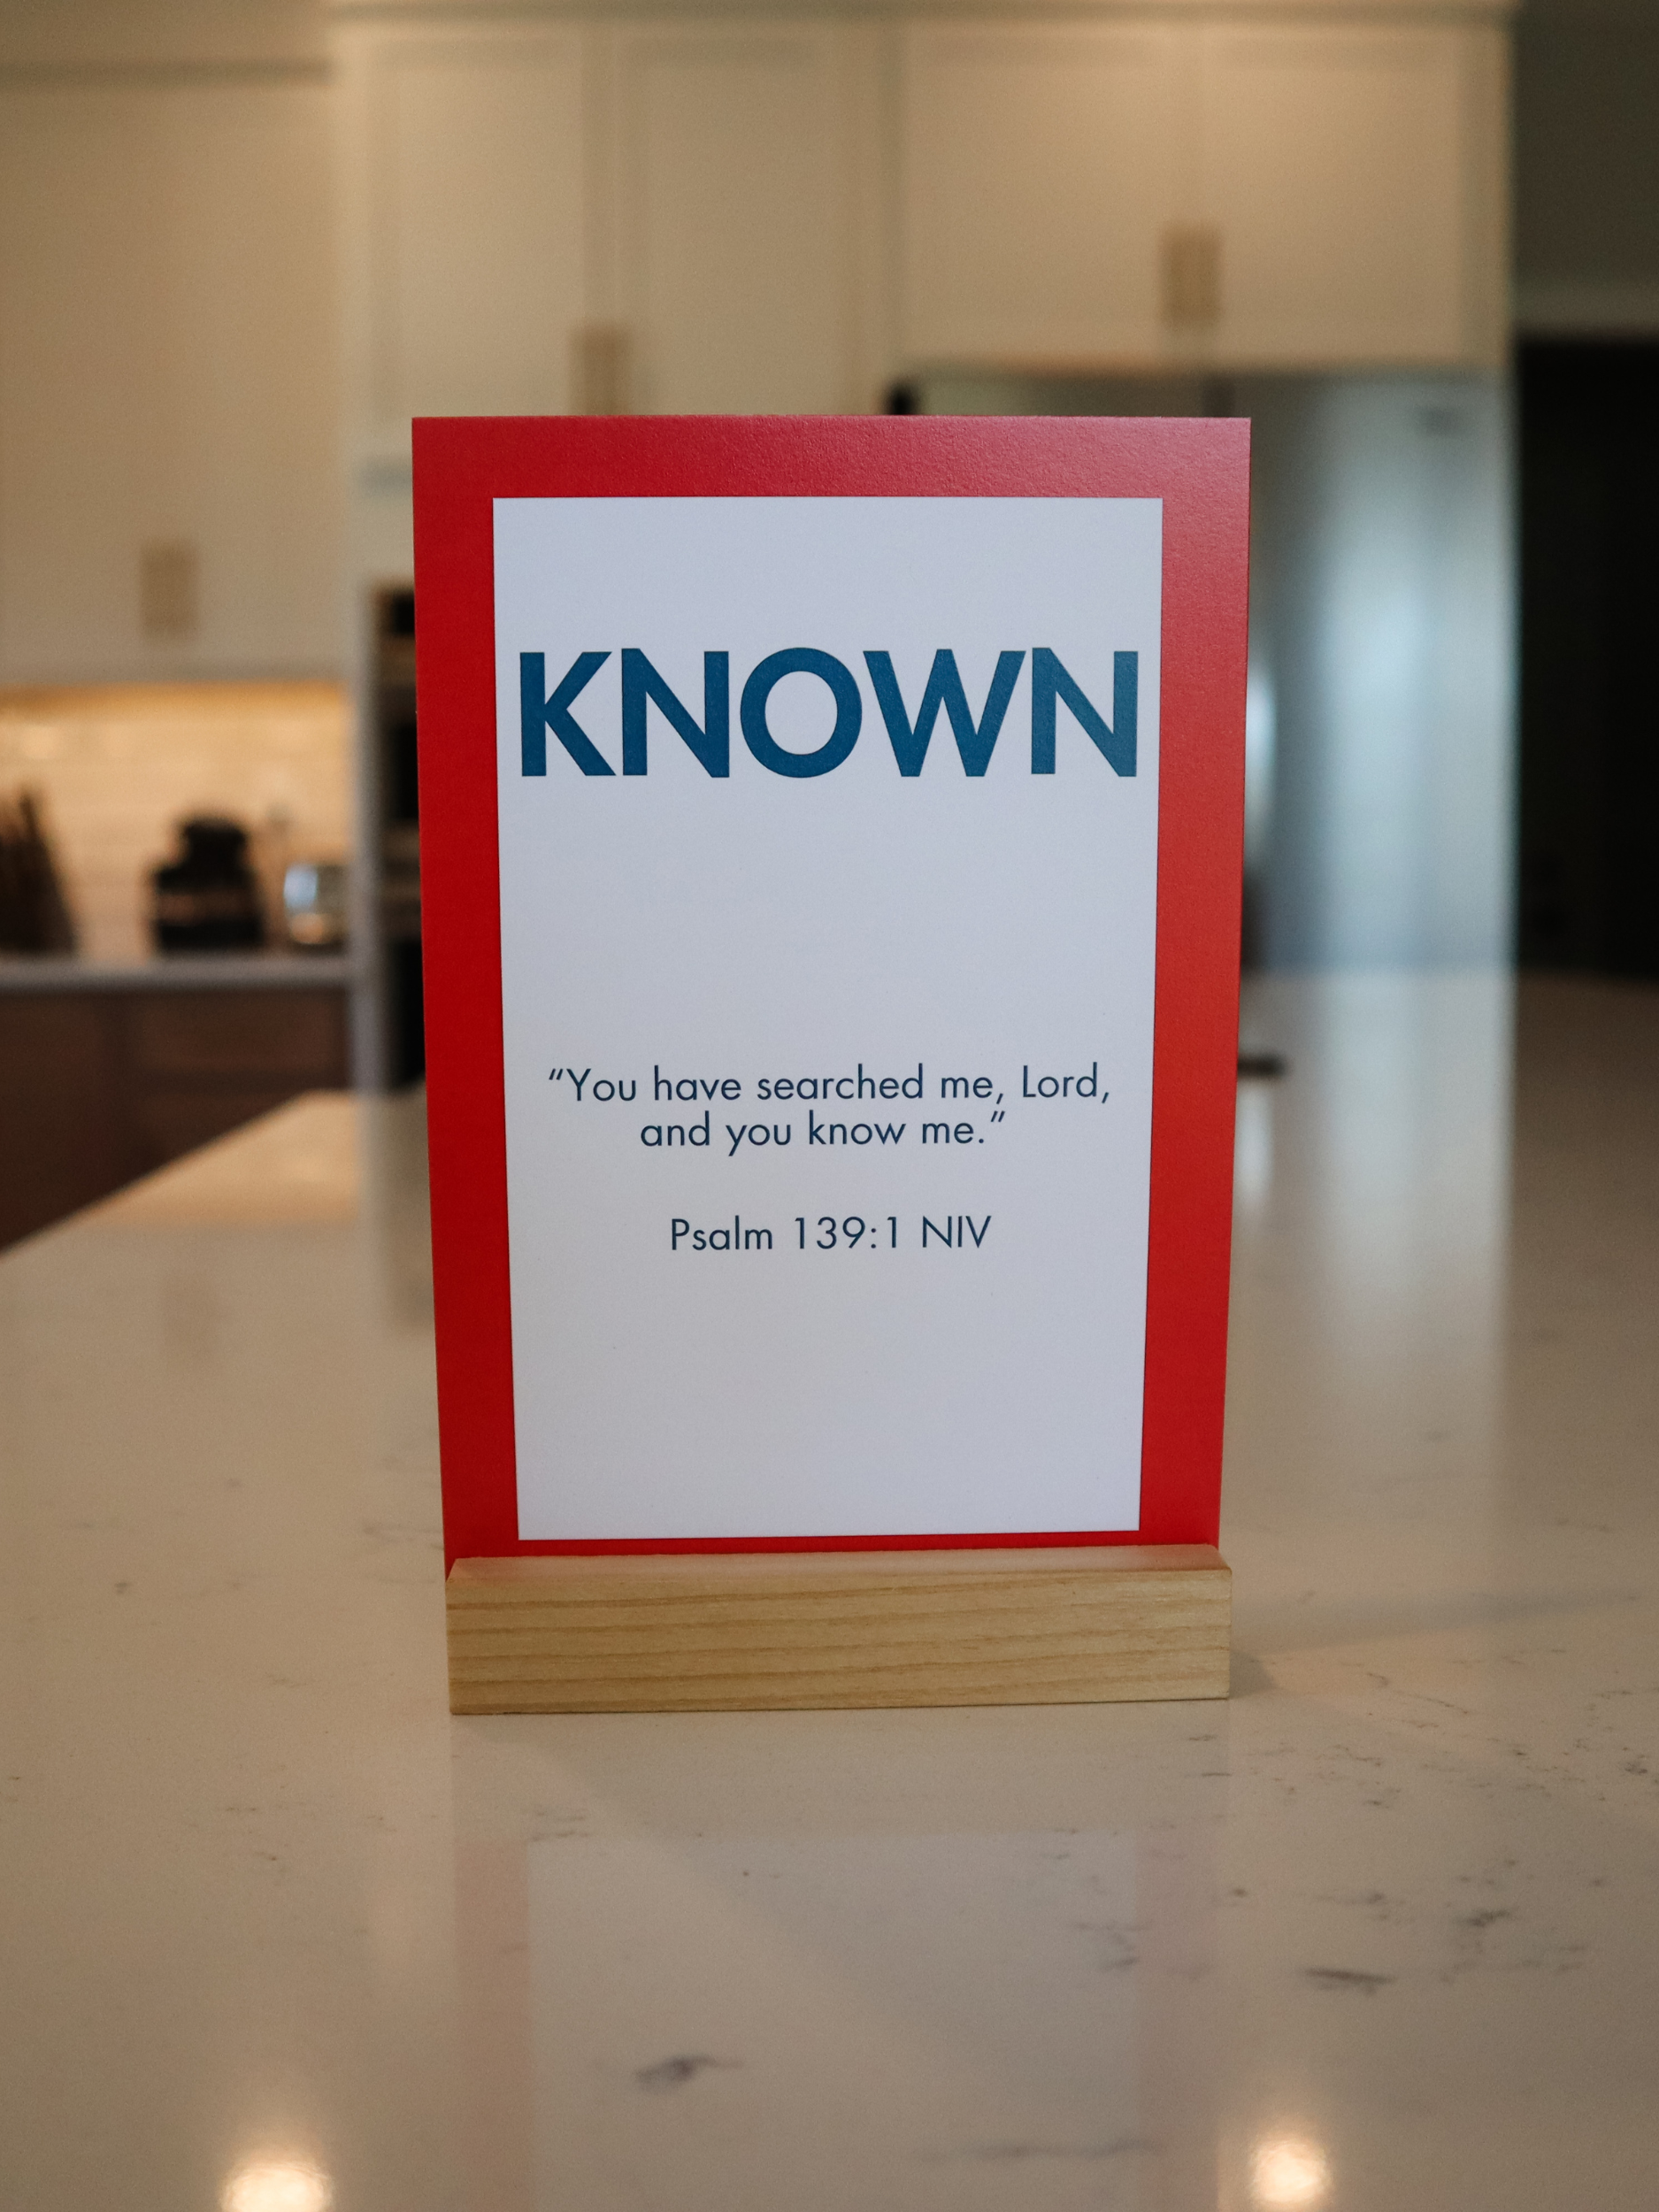 KNOWN
“You have searched me, Lord,
and you know me.”
Psalm 139:1 NIV